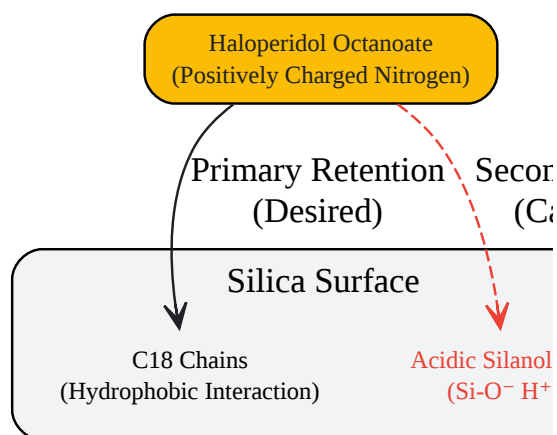 Haloperidol Octanoate
(Positively Charged Nitrogen)
Primary Retention
(Desired)
Silica Surface
C18 Chains
(Hydrophobic Interaction)
Acidic Silanol
(Si-O⁻ H⁺